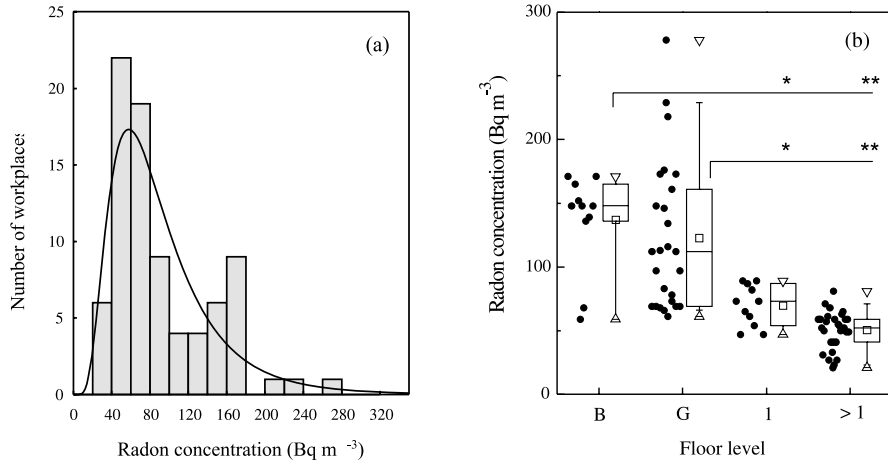 25
20
15
10
5
0
Number of workplaces
(a)
0 40 80 120 160 200 240 280 320
Radon concentration (Bq m -3)
300
200
100
0
Radon concentration (Bq m-3)
(b)
* **
* **
B G 1 > 1
Floor level